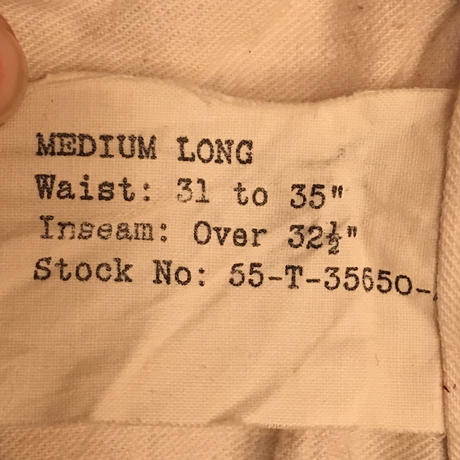 MEDIUM LONG
Waist: 31 to 35"
Inseam: Over 32½"
Stock No: 55-T-35650-